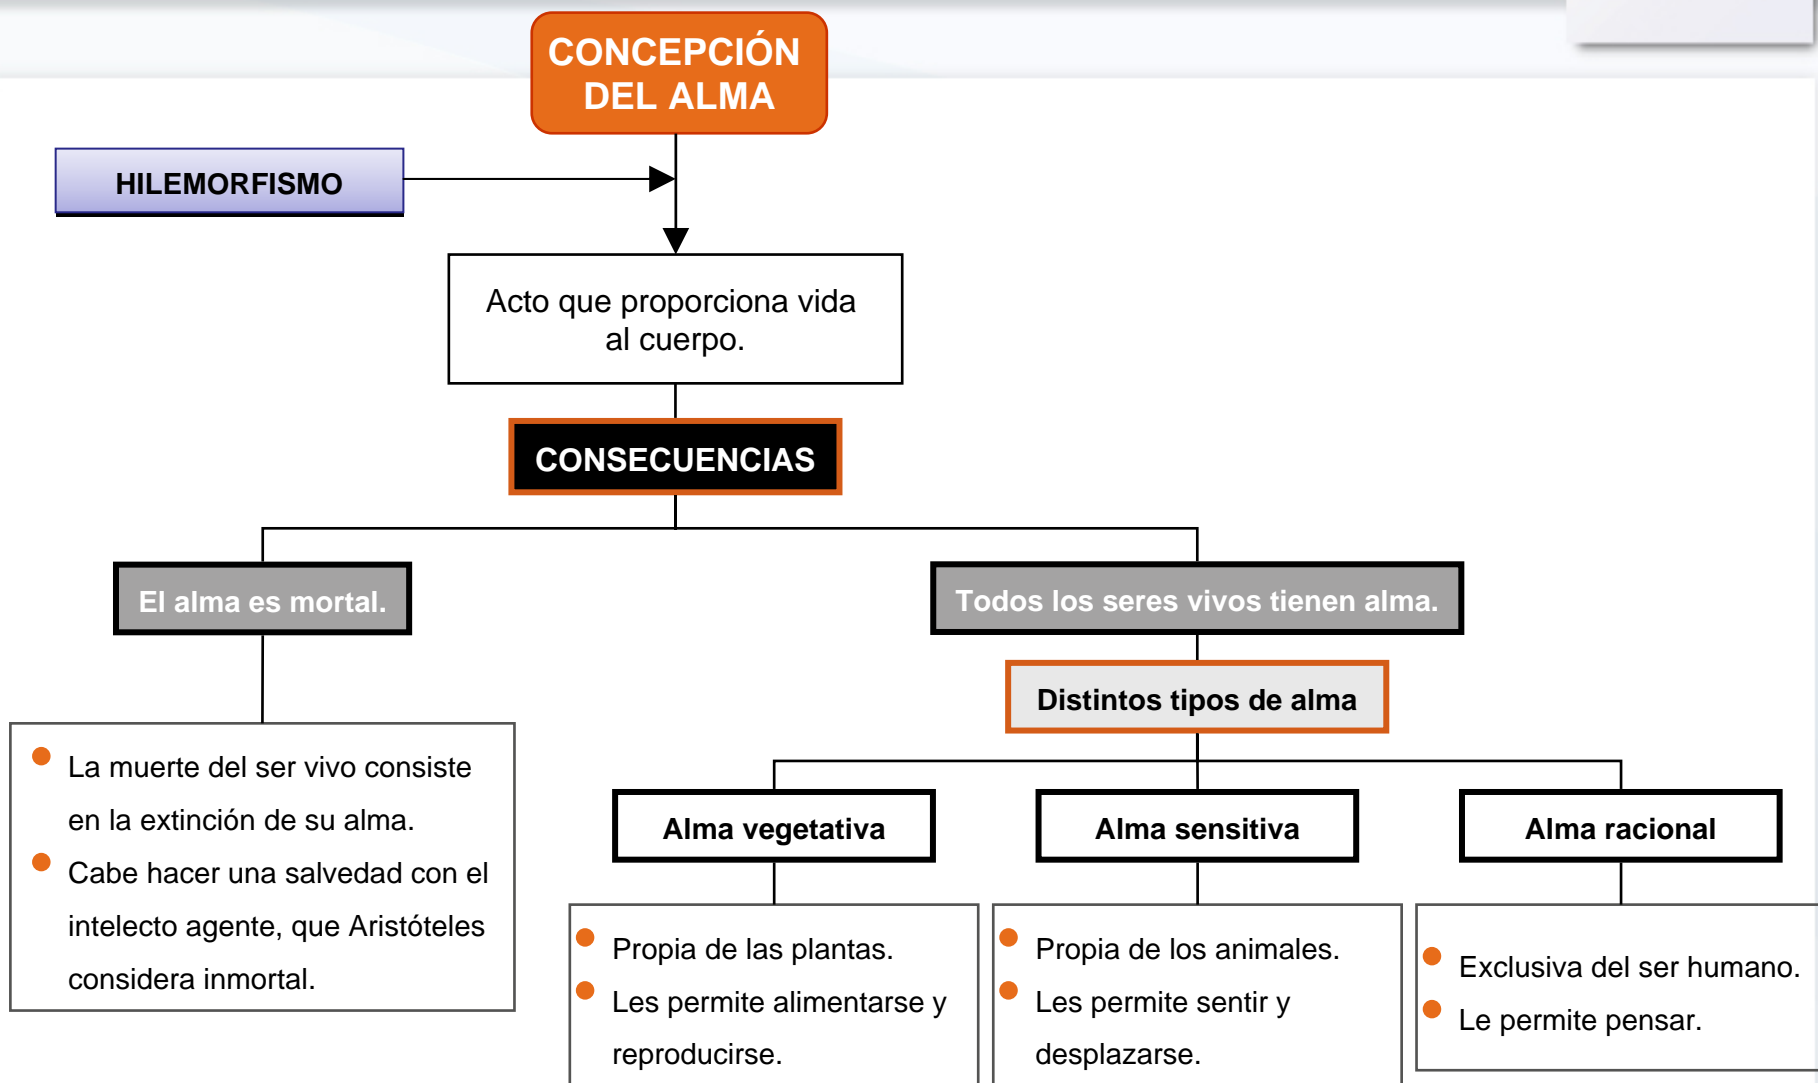 CONCEPCIÓN
DEL ALMA
HILEMORFISMO
Acto que proporciona vida
al cuerpo.
CONSECUENCIAS
El alma es mortal.
Todos los seres vivos tienen alma.
Distintos tipos de alma
La muerte del ser vivo consiste
en la extinción de su alma.
Cabe hacer una salvedad con el
intelecto agente, que Aristóteles
considera inmortal.
Alma vegetativa
Alma sensitiva
Alma racional
Propia de las plantas.
Les permite alimentarse y
reproducirse.
Propia de los animales.
Les permite sentir y
desplazarse.
Exclusiva del ser humano.
Le permite pensar.